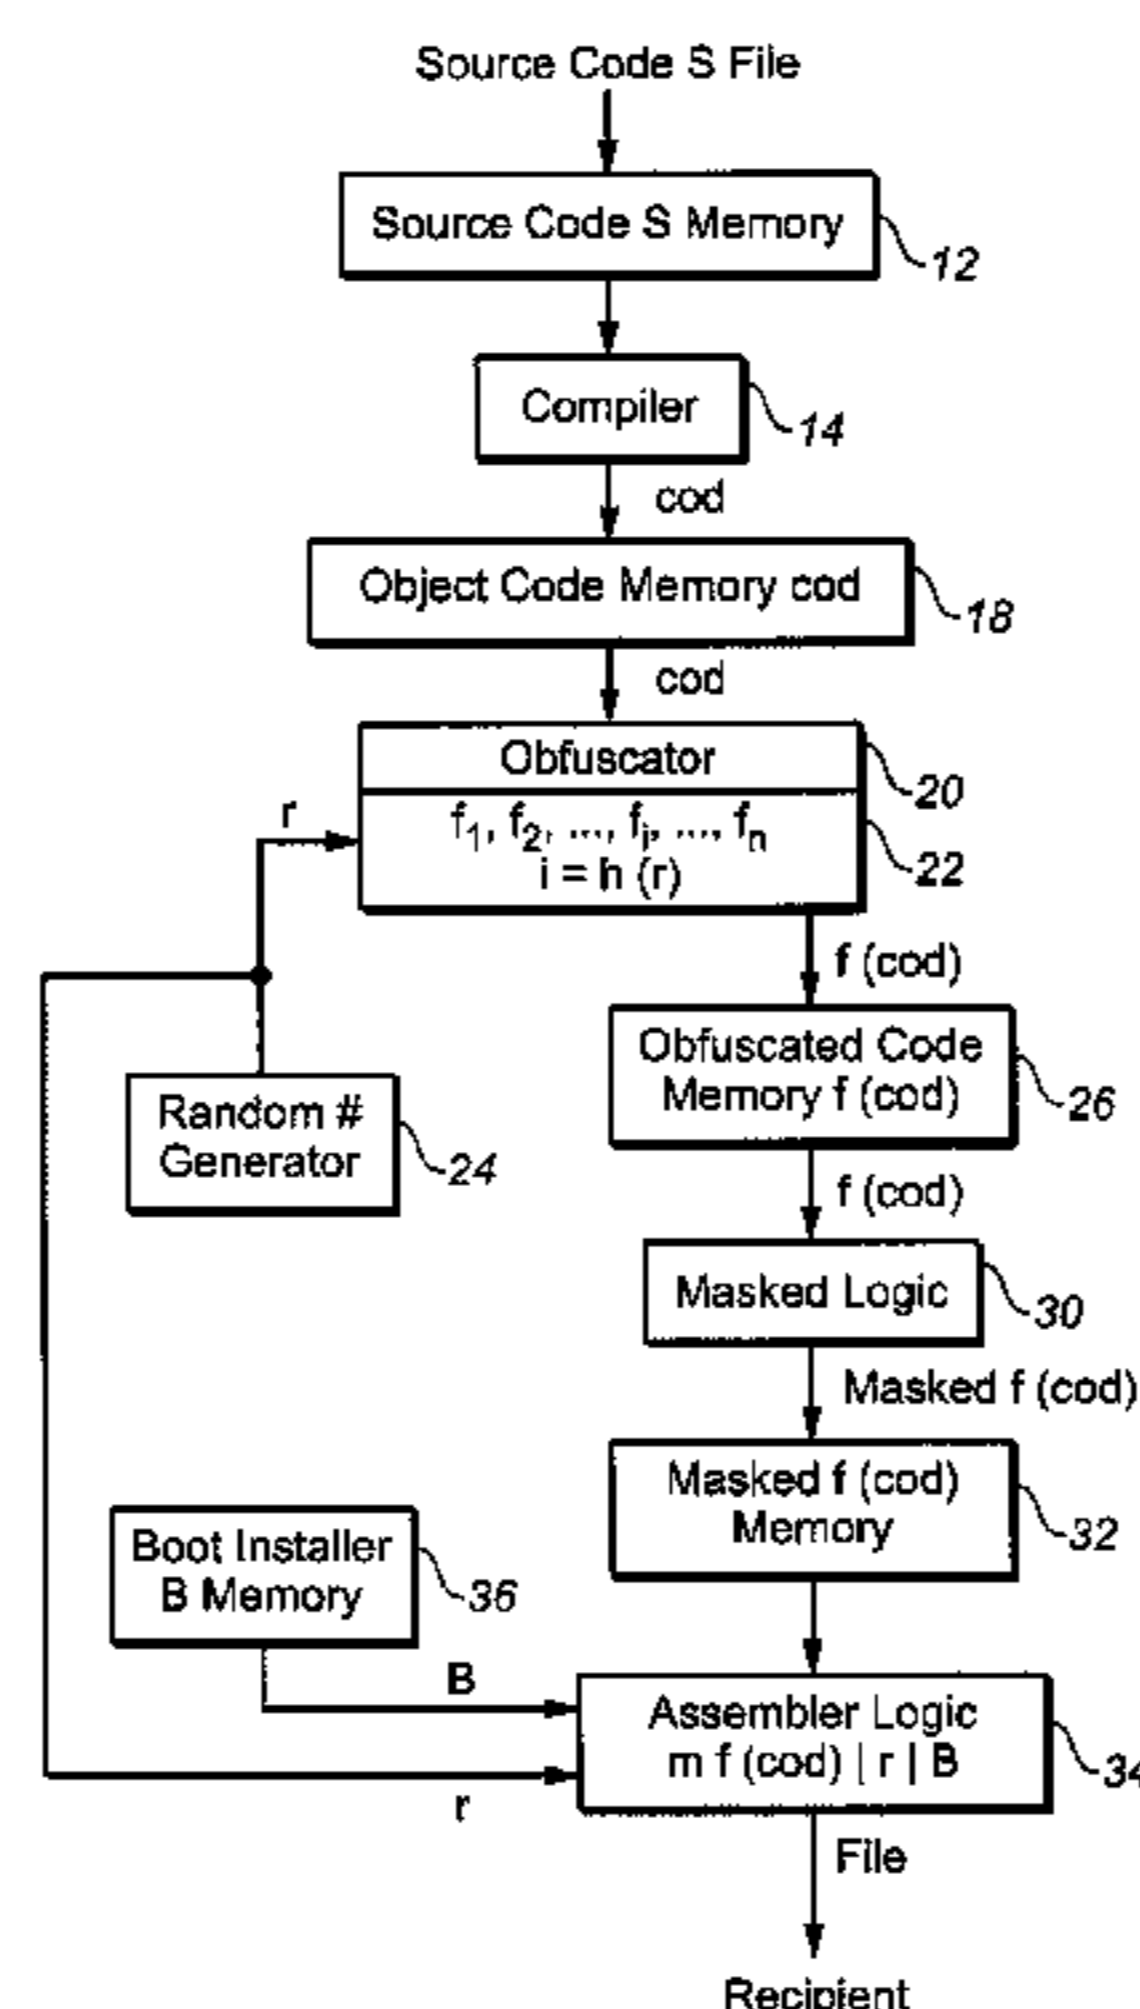 Source Code S File
Source Code S Memory
12
Compiler
14
cod
Object Code Memory cod
18
cod
Obfuscator
20
f1, f2, ..., fi, ..., fn
i = h (r)
22
r
f (cod)
Obfuscated Code
Memory f (cod)
26
Random #
Generator
24
f (cod)
Masked Logic
30
Masked f (cod)
Masked f (cod)
Memory
32
Boot Installer
B Memory
36
B
Assembler Logic
m f (cod) | r | B
34
r
File
Recipient